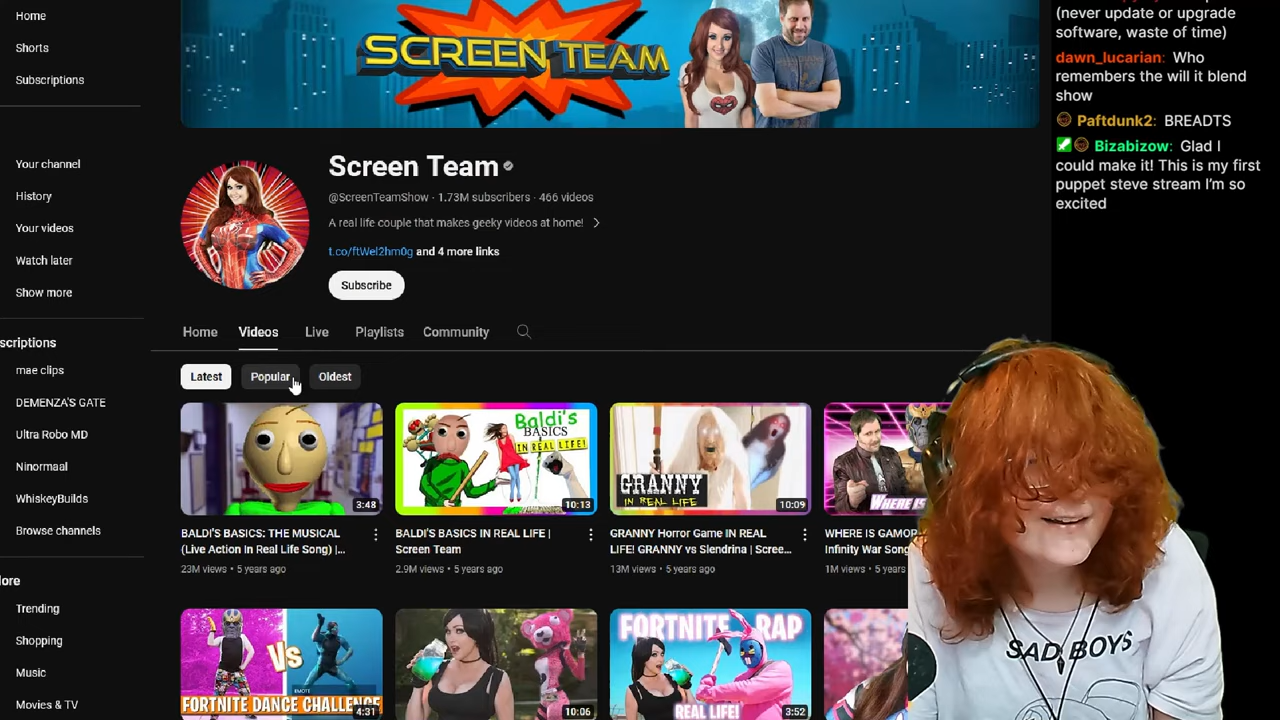 Home
Shorts
Subscriptions
Your channel
History
Your videos
Watch later
Show more
scriptions
mae clips
DEMENZA'S GATE
Ultra Robo MD
Ninormaal
WhiskeyBuilds
Browse channels
lore
Trending
Shopping
Music
Movies & TV
SCREEN TEAM
Screen Team
@ScreenTeamShow · 1.73M subscribers · 466 videos
A real life couple that makes geeky videos at home!
t.co/ftWel2hm0g and 4 more links
Subscribe
Home Videos Live Playlists Community
Latest Popular Oldest
3:48
BALDI'S BASICS: THE MUSICAL
(Live Action In Real Life Song) |...
23M views · 5 years ago
Baldi's
BASICS
IN REAL LIFE!
10:13
BALDI'S BASICS IN REAL LIFE |
Screen Team
2.9M views · 5 years ago
GRANNY
IN REAL LIFE
10:09
GRANNY Horror Game IN REAL
LIFE! GRANNY vs Slendrina | Scree...
13M views · 5 years ago
WHERE IS
WHERE IS GAMOR
Infinity War Song
1M views · 5 years
Vs
EMOTE
FORTNITE DANCE CHALLENGE
4:31
10:06
FORTNITE RAP
REAL LIFE!
3:52
(never update or upgrade
software, waste of time)
dawn_lucarian: Who
remembers the will it blend
show
Paftdunk2: BREADTS
Bizabizow: Glad I
could make it! This is my first
puppet steve stream I'm so
excited
SAD BOYS